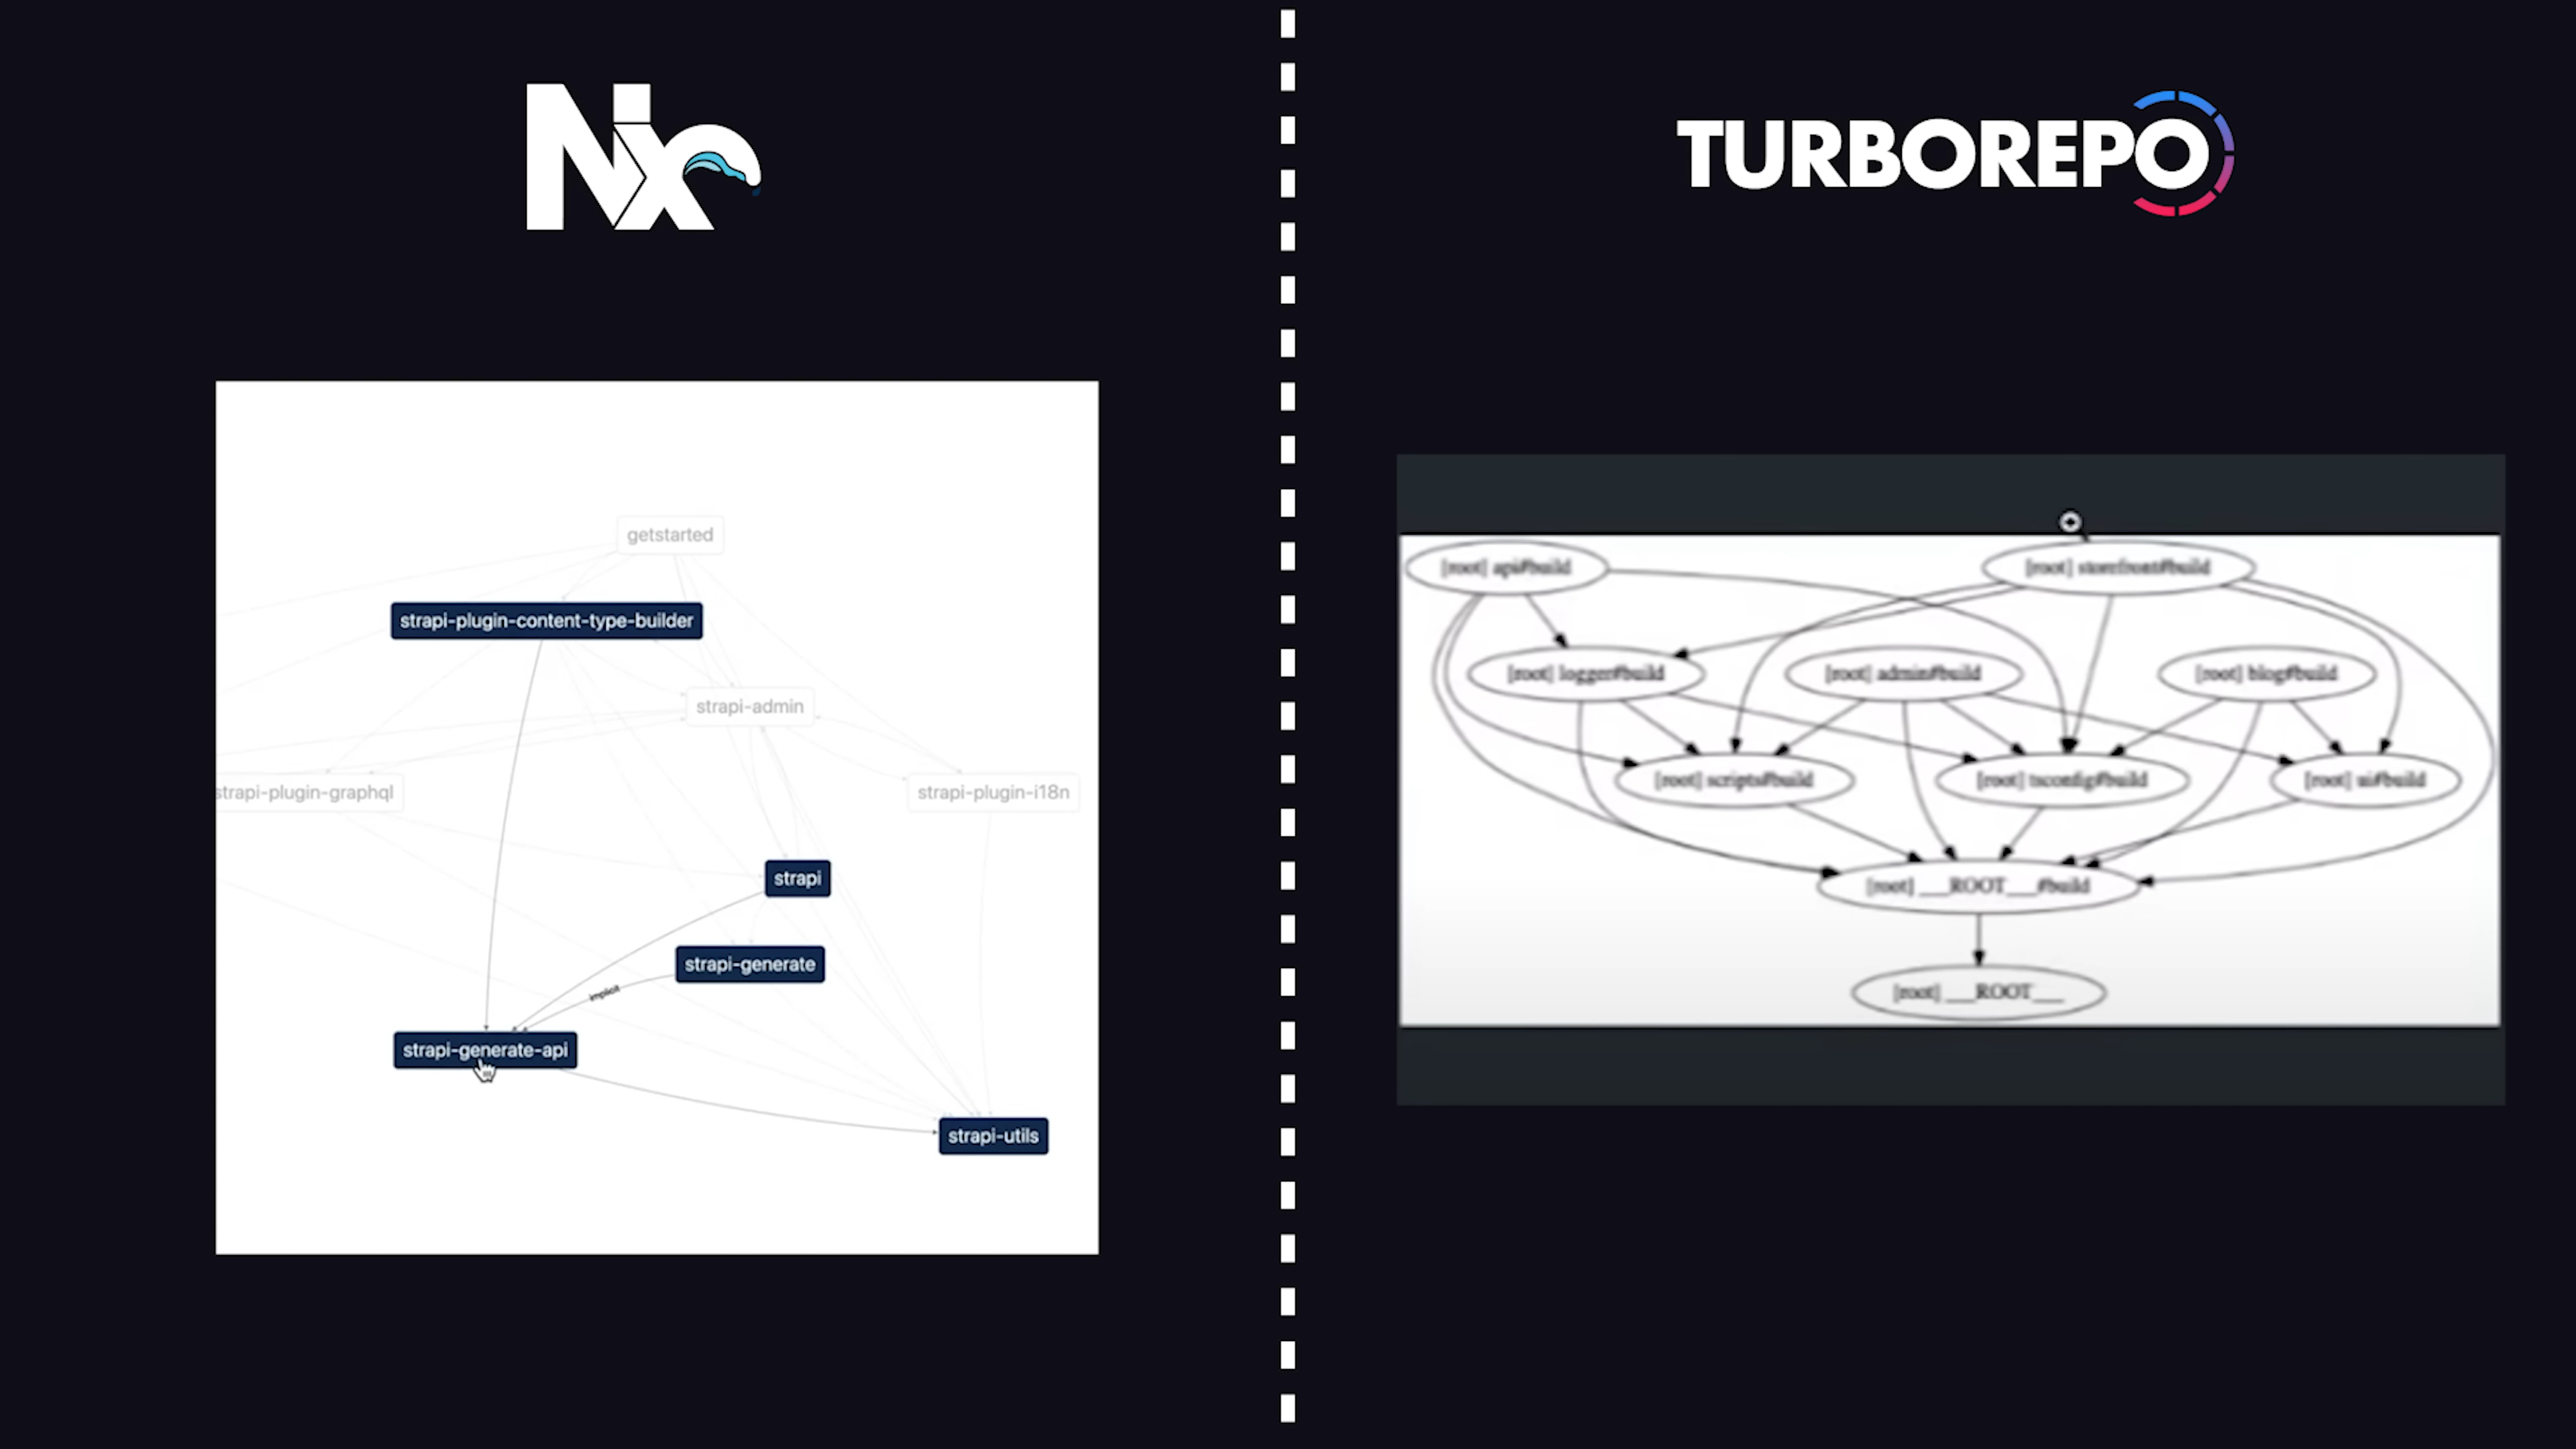 Nx
TURBOREPO
getstarted
strapi-plugin-content-type-builder
strapi-admin
strapi-plugin-graphql
strapi-plugin-i18n
strapi
strapi-generate
implicit
strapi-generate-api
strapi-utils
[root] api#build
[root] storefront#build
[root] logger#build
[root] admin#build
[root] blog#build
[root] scripts#build
[root] tsconfig#build
[root] ui#build
[root] ___ROOT___#build
[root] ___ROOT___